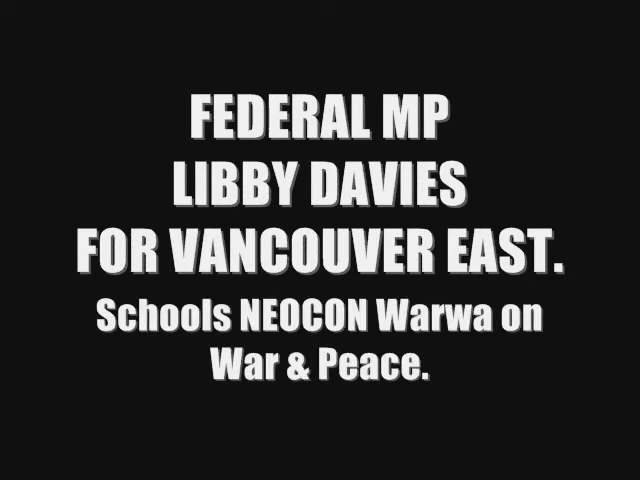 FEDERAL MP
LIBBY DAVIES
FOR VANCOUVER EAST.
Schools NEOCON Warwa on
War & Peace.